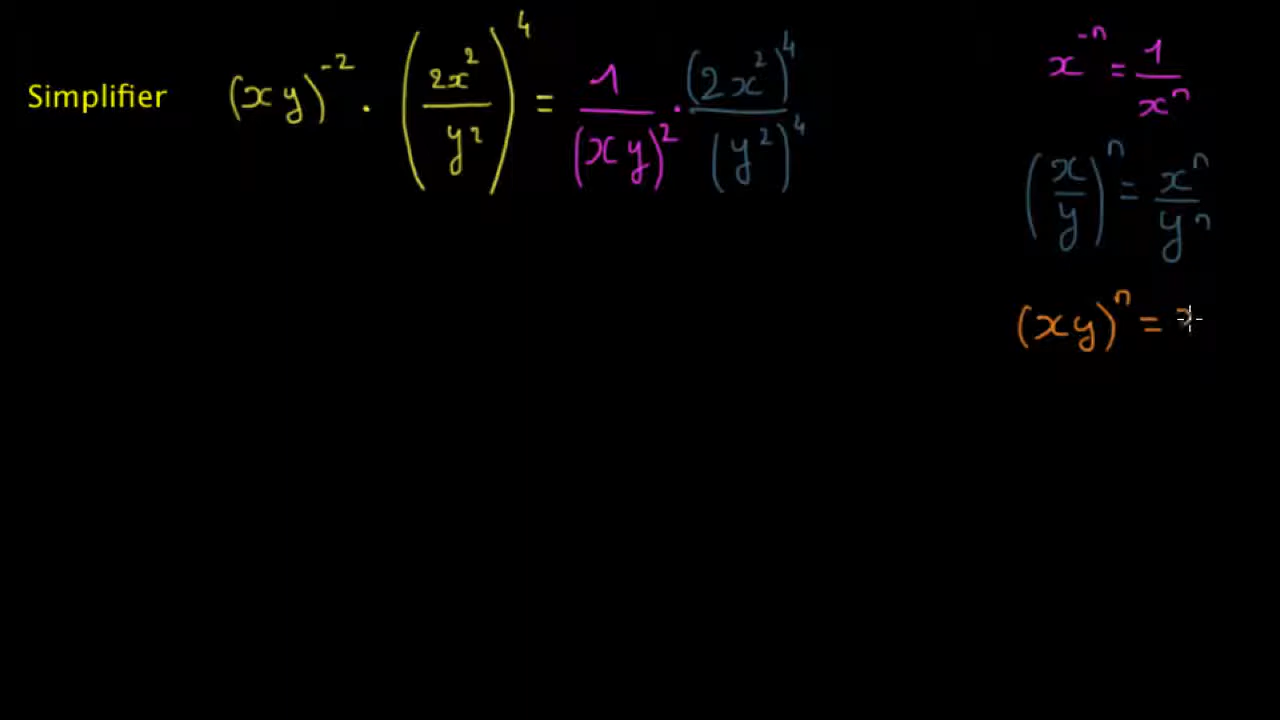 Simplifier (xy)^{-2} · (2x^2/y^2)^4 = 1/(xy)^2 · (2x^2)^4/(y^2)^4
x^{-n} = 1/x^n
(x/y)^n = x^n/y^n
(xy)^n =